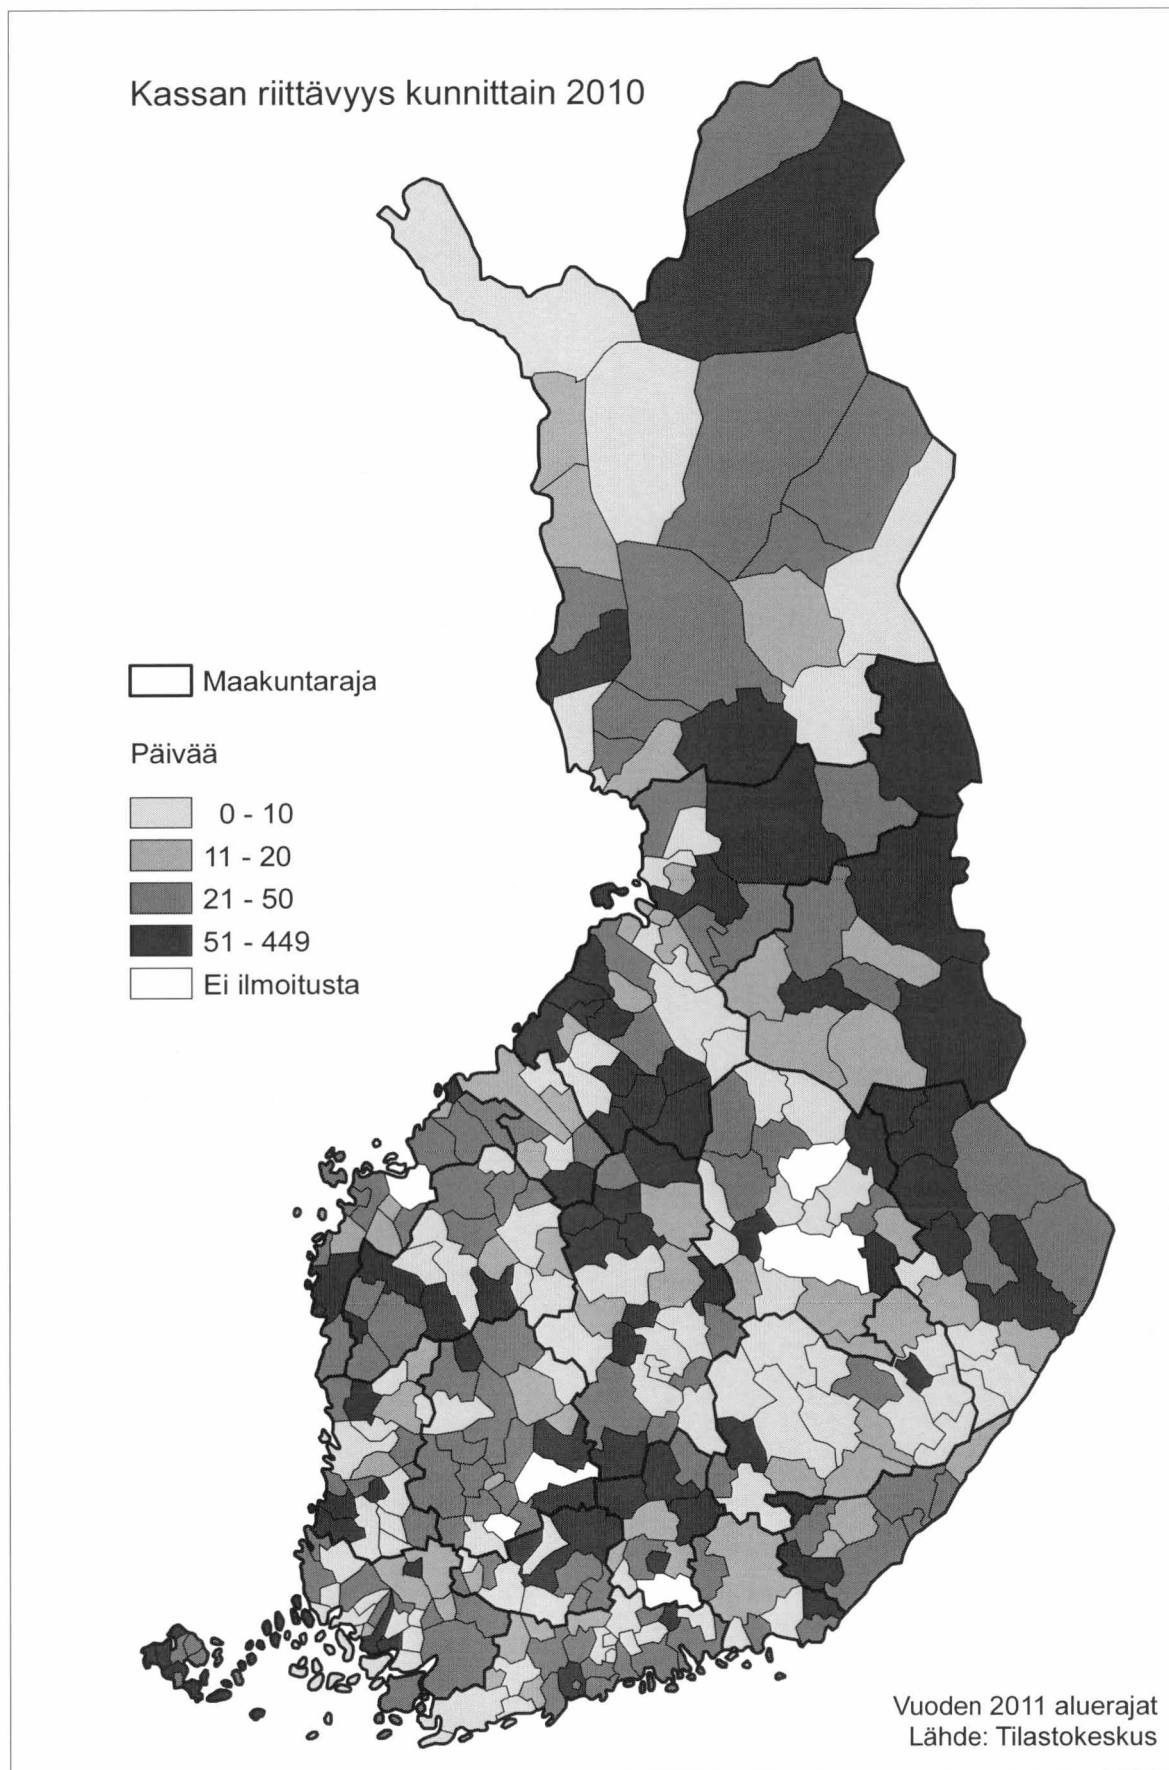 Kassan riittävyys kunnittain 2010
Maakuntaraja
Päivää
0 - 10
11 - 20
21 - 50
51 - 449
Ei ilmoitusta
Vuoden 2011 aluerajat
Lähde: Tilastokeskus